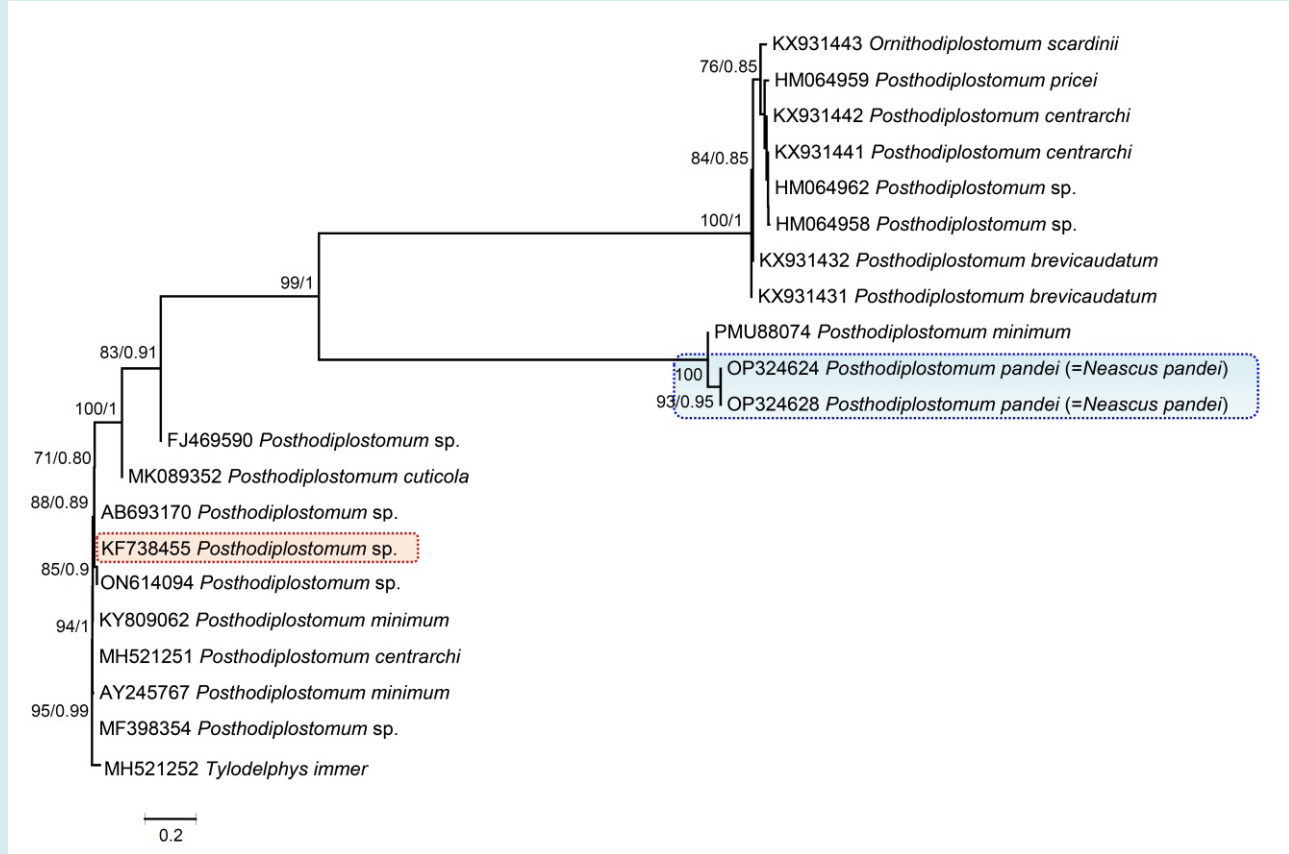 KX931443 Ornithodiplostomum scardinii
76/0.85
HM064959 Posthodiplostomum pricei
KX931442 Posthodiplostomum centrarchi
KX931441 Posthodiplostomum centrarchi
84/0.85
HM064962 Posthodiplostomum sp.
100/1
HM064958 Posthodiplostomum sp.
KX931432 Posthodiplostomum brevicaudatum
99/1
KX931431 Posthodiplostomum brevicaudatum
PMU88074 Posthodiplostomum minimum
83/0.91
OP324624 Posthodiplostomum pandei (=Neascus pandei)
100
93/0.95
OP324628 Posthodiplostomum pandei (=Neascus pandei)
100/1
FJ469590 Posthodiplostomum sp.
71/0.80
MK089352 Posthodiplostomum cuticola
88/0.89
AB693170 Posthodiplostomum sp.
KF738455 Posthodiplostomum sp.
85/0.9
ON614094 Posthodiplostomum sp.
KY809062 Posthodiplostomum minimum
94/1
MH521251 Posthodiplostomum centrarchi
AY245767 Posthodiplostomum minimum
95/0.99
MF398354 Posthodiplostomum sp.
MH521252 Tylodelphys immer
0.2